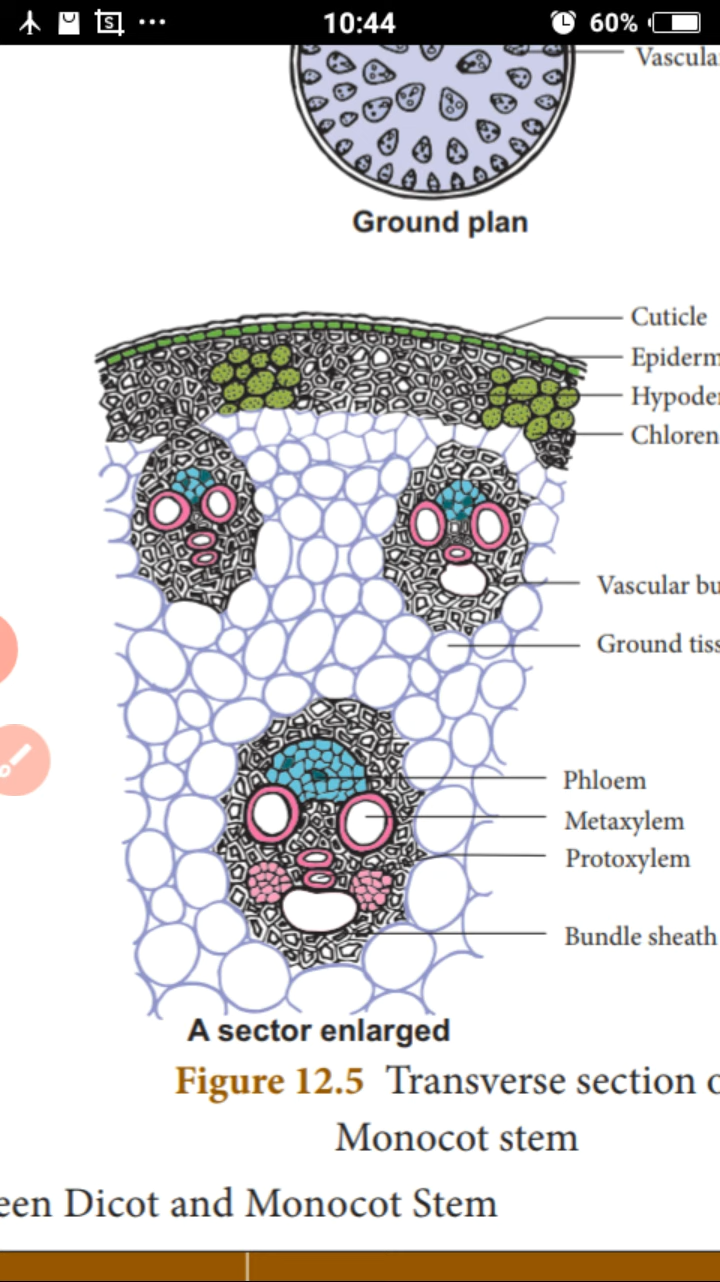 10:44
60%
Vascula
Ground plan
Cuticle
Epiderm
Hypoder
Chloren
Vascular bu
Ground tiss
Phloem
Metaxylem
Protoxylem
Bundle sheath
A sector enlarged
Figure 12.5 Transverse section o
Monocot stem
een Dicot and Monocot Stem